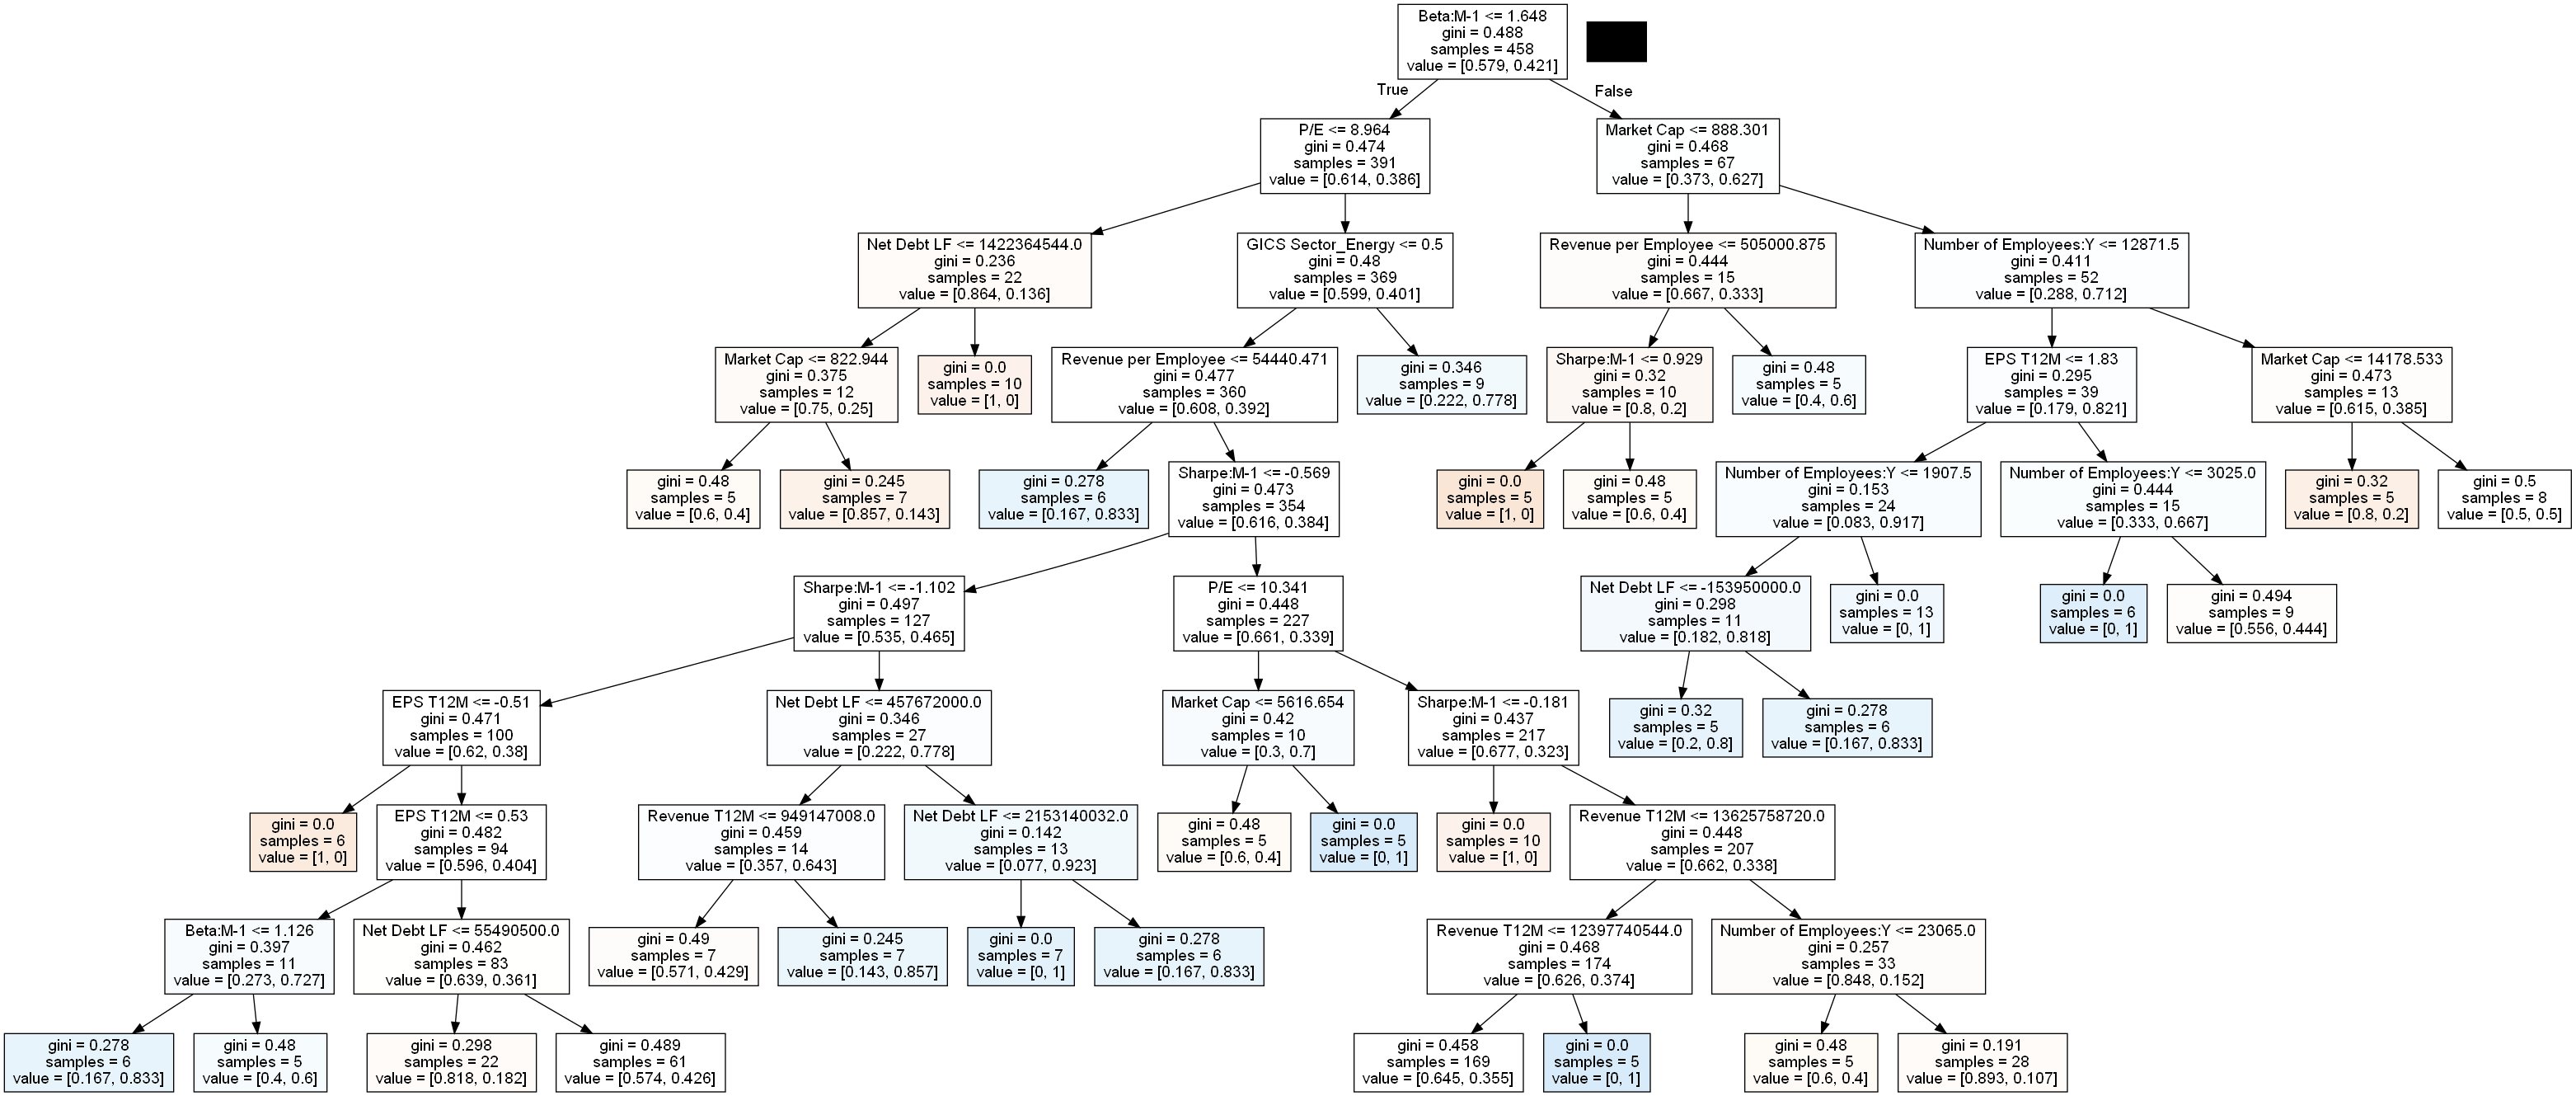 Beta:M-1 <= 1.648
gini = 0.488
samples = 458
value = [0.579, 0.421]
True
False
P/E <= 8.964
gini = 0.474
samples = 391
value = [0.614, 0.386]
Market Cap <= 888.301
gini = 0.468
samples = 67
value = [0.373, 0.627]
Net Debt LF <= 1422364544.0
gini = 0.236
samples = 22
value = [0.864, 0.136]
GICS Sector_Energy <= 0.5
gini = 0.48
samples = 369
value = [0.599, 0.401]
Revenue per Employee <= 505000.875
gini = 0.444
samples = 15
value = [0.667, 0.333]
Number of Employees:Y <= 12871.5
gini = 0.411
samples = 52
value = [0.288, 0.712]
Market Cap <= 822.944
gini = 0.375
samples = 12
value = [0.75, 0.25]
gini = 0.0
samples = 10
value = [1, 0]
Revenue per Employee <= 54440.471
gini = 0.477
samples = 360
value = [0.608, 0.392]
gini = 0.346
samples = 9
value = [0.222, 0.778]
Sharpe:M-1 <= 0.929
gini = 0.32
samples = 10
value = [0.8, 0.2]
gini = 0.48
samples = 5
value = [0.4, 0.6]
EPS T12M <= 1.83
gini = 0.295
samples = 39
value = [0.179, 0.821]
Market Cap <= 14178.533
gini = 0.473
samples = 13
value = [0.615, 0.385]
gini = 0.48
samples = 5
value = [0.6, 0.4]
gini = 0.245
samples = 7
value = [0.857, 0.143]
gini = 0.278
samples = 6
value = [0.167, 0.833]
Sharpe:M-1 <= -0.569
gini = 0.473
samples = 354
value = [0.616, 0.384]
gini = 0.0
samples = 5
value = [1, 0]
gini = 0.48
samples = 5
value = [0.6, 0.4]
Number of Employees:Y <= 1907.5
gini = 0.153
samples = 24
value = [0.083, 0.917]
Number of Employees:Y <= 3025.0
gini = 0.444
samples = 15
value = [0.333, 0.667]
gini = 0.32
samples = 5
value = [0.8, 0.2]
gini = 0.5
samples = 8
value = [0.5, 0.5]
Sharpe:M-1 <= -1.102
gini = 0.497
samples = 127
value = [0.535, 0.465]
P/E <= 10.341
gini = 0.448
samples = 227
value = [0.661, 0.339]
Net Debt LF <= -153950000.0
gini = 0.298
samples = 11
value = [0.182, 0.818]
gini = 0.0
samples = 13
value = [0, 1]
gini = 0.0
samples = 6
value = [0, 1]
gini = 0.494
samples = 9
value = [0.556, 0.444]
EPS T12M <= -0.51
gini = 0.471
samples = 100
value = [0.62, 0.38]
Net Debt LF <= 457672000.0
gini = 0.346
samples = 27
value = [0.222, 0.778]
Market Cap <= 5616.654
gini = 0.42
samples = 10
value = [0.3, 0.7]
Sharpe:M-1 <= -0.181
gini = 0.437
samples = 217
value = [0.677, 0.323]
gini = 0.32
samples = 5
value = [0.2, 0.8]
gini = 0.278
samples = 6
value = [0.167, 0.833]
gini = 0.0
samples = 6
value = [1, 0]
EPS T12M <= 0.53
gini = 0.482
samples = 94
value = [0.596, 0.404]
Revenue T12M <= 949147008.0
gini = 0.459
samples = 14
value = [0.357, 0.643]
Net Debt LF <= 2153140032.0
gini = 0.142
samples = 13
value = [0.077, 0.923]
gini = 0.48
samples = 5
value = [0.6, 0.4]
gini = 0.0
samples = 5
value = [0, 1]
gini = 0.0
samples = 10
value = [1, 0]
Revenue T12M <= 13625758720.0
gini = 0.448
samples = 207
value = [0.662, 0.338]
Beta:M-1 <= 1.126
gini = 0.397
samples = 11
value = [0.273, 0.727]
Net Debt LF <= 55490500.0
gini = 0.462
samples = 83
value = [0.639, 0.361]
gini = 0.49
samples = 7
value = [0.571, 0.429]
gini = 0.245
samples = 7
value = [0.143, 0.857]
gini = 0.0
samples = 7
value = [0, 1]
gini = 0.278
samples = 6
value = [0.167, 0.833]
Revenue T12M <= 12397740544.0
gini = 0.468
samples = 174
value = [0.626, 0.374]
Number of Employees:Y <= 23065.0
gini = 0.257
samples = 33
value = [0.848, 0.152]
gini = 0.278
samples = 6
value = [0.167, 0.833]
gini = 0.48
samples = 5
value = [0.4, 0.6]
gini = 0.298
samples = 22
value = [0.818, 0.182]
gini = 0.489
samples = 61
value = [0.574, 0.426]
gini = 0.458
samples = 169
value = [0.645, 0.355]
gini = 0.0
samples = 5
value = [0, 1]
gini = 0.48
samples = 5
value = [0.6, 0.4]
gini = 0.191
samples = 28
value = [0.893, 0.107]